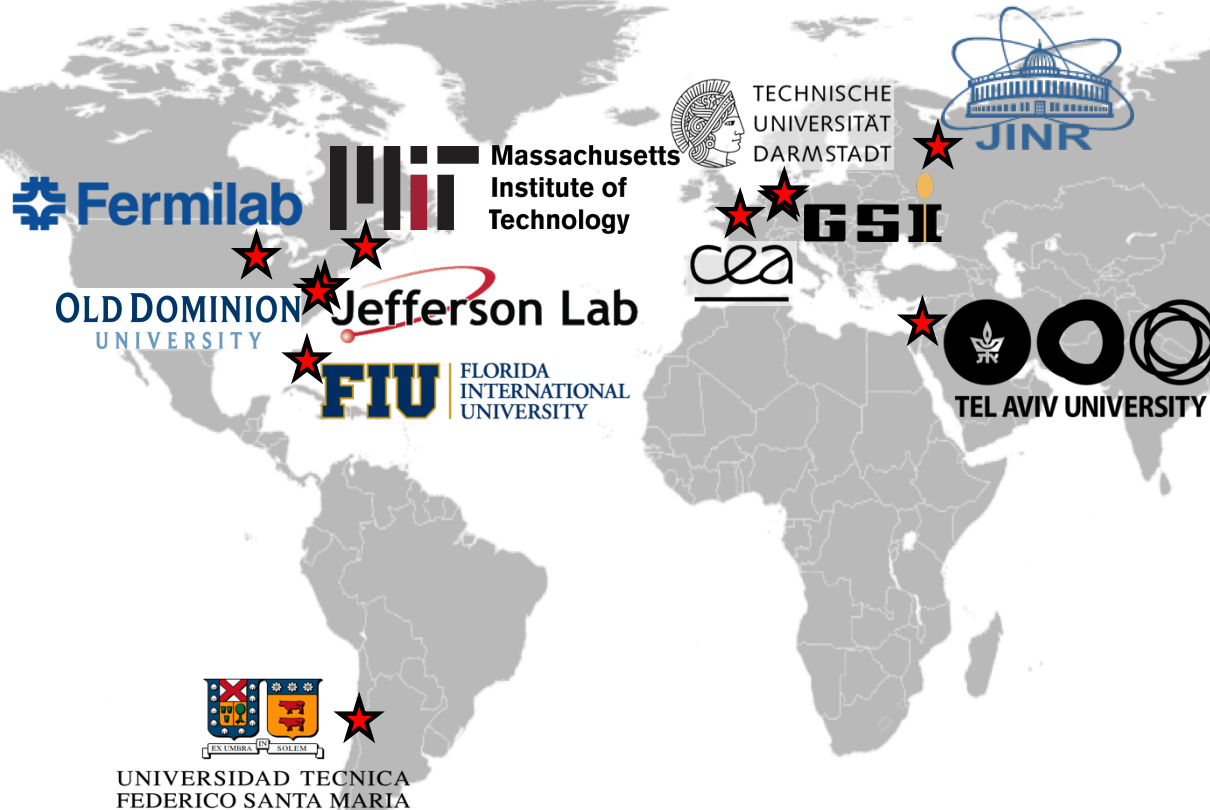 JINR
TECHNISCHE
UNIVERSITÄT
DARMSTADT
Massachusetts
Institute of
Technology
Fermilab
GSI
cea
OLD DOMINION
UNIVERSITY
Jefferson Lab
FIU
FLORIDA
INTERNATIONAL
UNIVERSITY
TEL AVIV UNIVERSITY
EX UMBRA IN SOLEM
UNIVERSIDAD TECNICA
FEDERICO SANTA MARIA